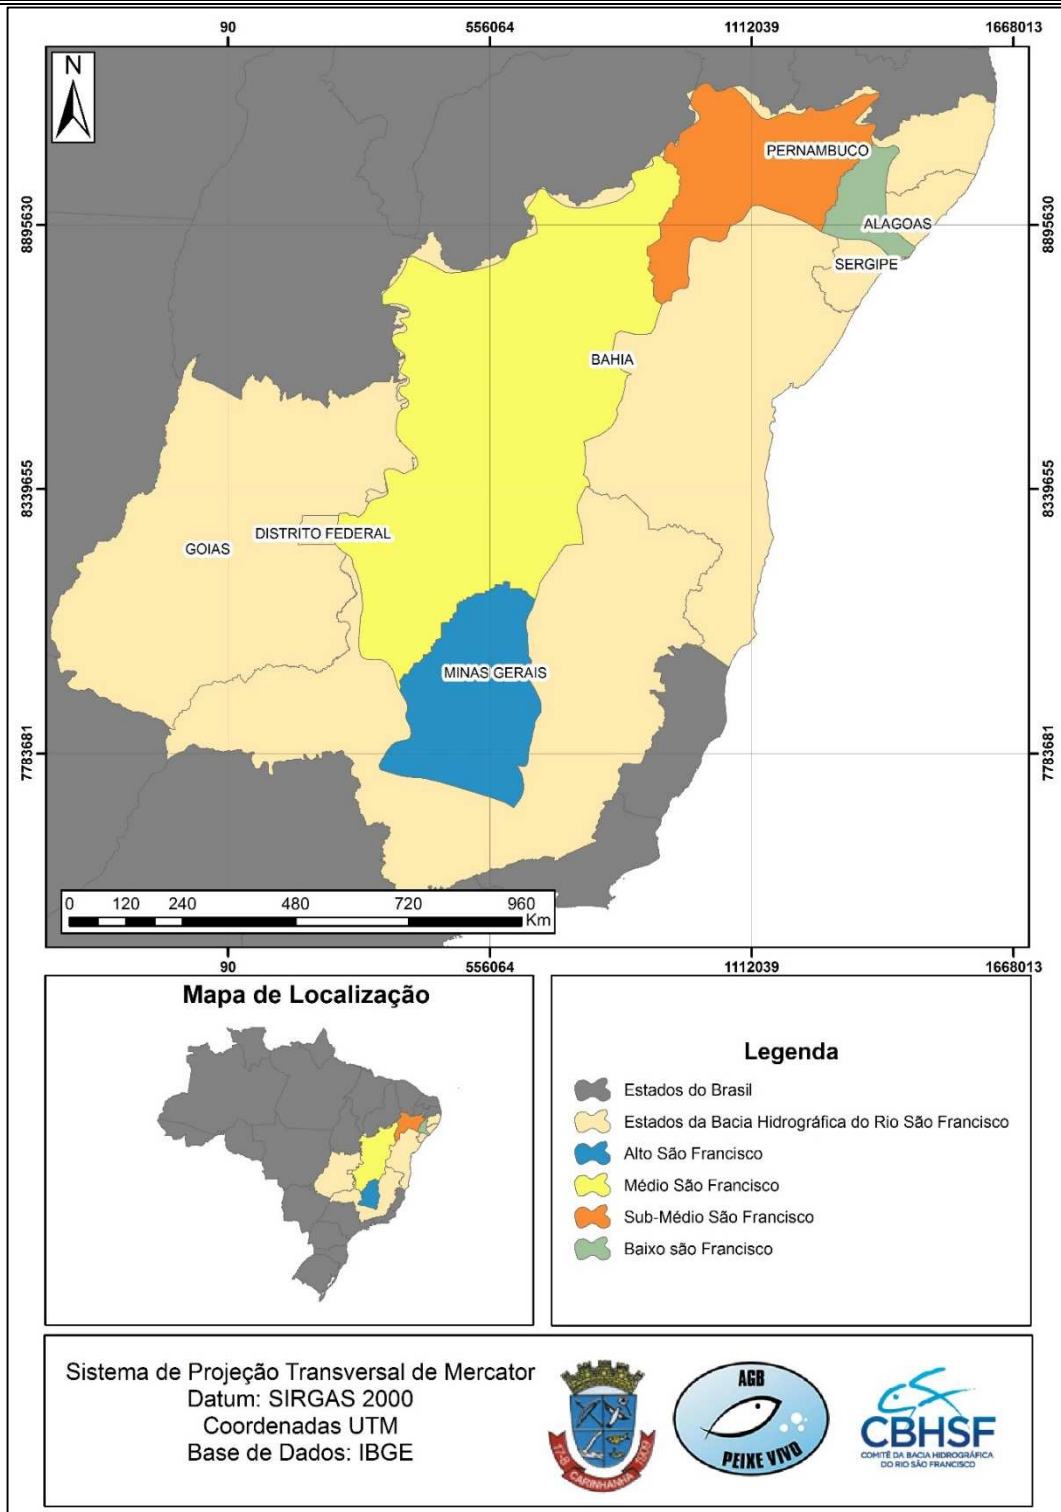 90
556064
1112039
1668013
N
PERNAMBUCO
8895630
ALAGOAS
8895630
SERGIPE
BAHIA
8339655
8339655
DISTRITO FEDERAL
GOIAS
MINAS GERAIS
7783681
7783681
0 120 240 480 720 960
Km
90
556064
1112039
1668013
Mapa de Localização
Legenda
Estados do Brasil
Estados da Bacia Hidrográfica do Rio São Francisco
Alto São Francisco
Médio São Francisco
Sub-Médio São Francisco
Baixo são Francisco
Sistema de Projeção Transversal de Mercator
Datum: SIRGAS 2000
Coordenadas UTM
Base de Dados: IBGE
CARINHANHA
AGB
PEIXE VIVO
CBHSF
COMITÊ DA BACIA HIDROGRÁFICA
DO RIO SÃO FRANCISCO